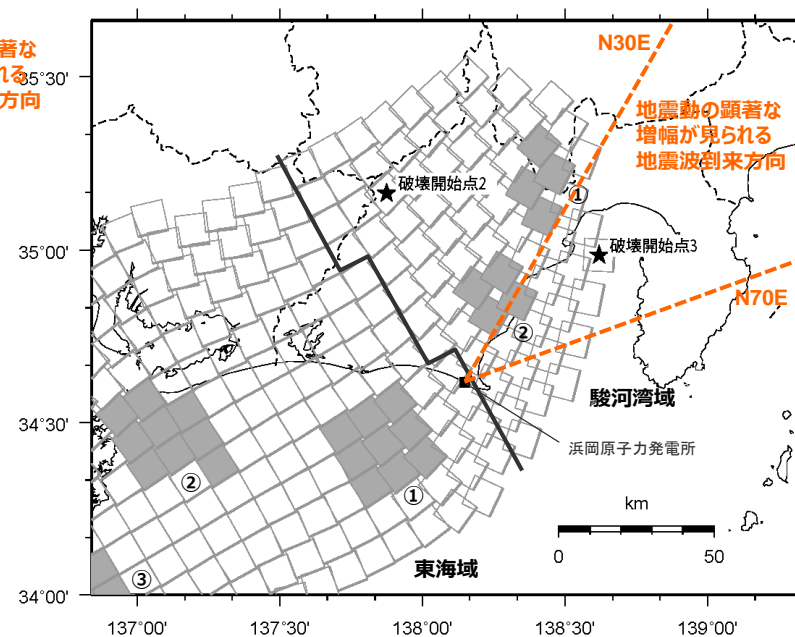 著な
れる
方向
N30E
地震動の顕著な
増幅が見られる
地震波到来方向
35°30'
破壊開始点2
①
35°00'
破壊開始点3
N70E
②
駿河湾域
34°30'
浜岡原子力発電所
②
①
km
0
50
③
東海域
34°00'
137°00'
137°30'
138°00'
138°30'
139°00'